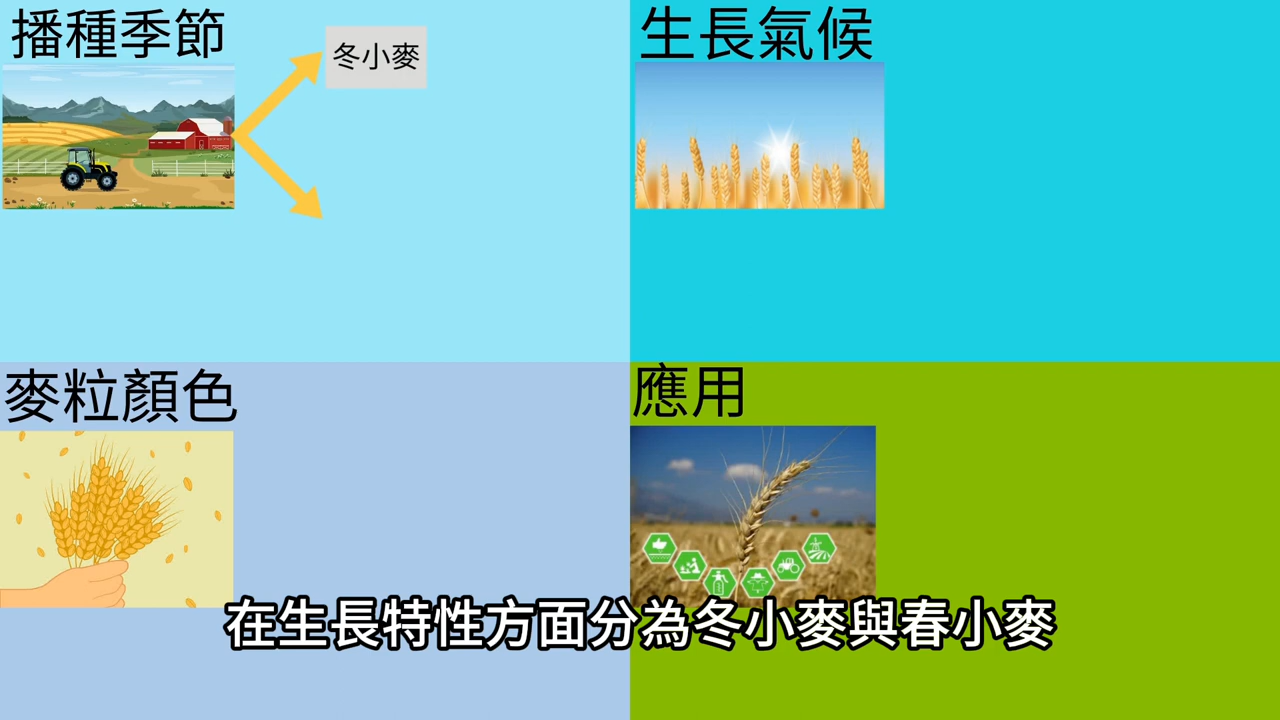 播種季節
冬小麥
生長氣候
麥粒顏色
應用
在生長特性方面分為冬小麥與春小麥